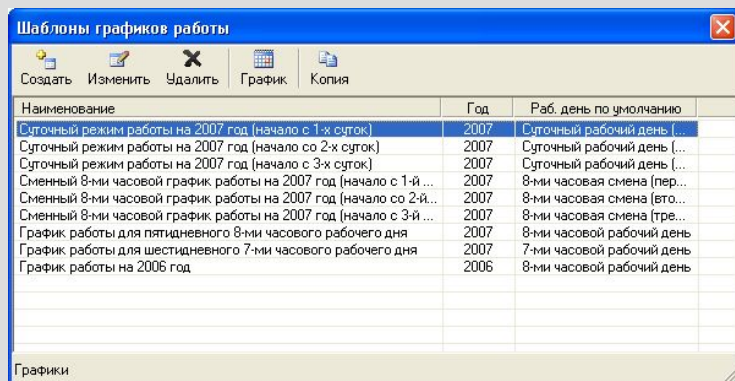 Шаблоны графиков работы
Создать Изменить Удалить График Копия
Наименование Год Раб. день по умолчанию
Суточный режим работы на 2007 год (начало с 1-х суток) 2007 Суточный рабочий день (...
Суточный режим работы на 2007 год (начало со 2-х суток) 2007 Суточный рабочий день (...
Суточный режим работы на 2007 год (начало с 3-х суток) 2007 Суточный рабочий день (...
Сменный 8-ми часовой график работы на 2007 год (начало с 1-й ... 2007 8-ми часовая смена (пер...
Сменный 8-ми часовой график работы на 2007 год (начало со 2-й... 2007 8-ми часовая смена (вто...
Сменный 8-ми часовой график работы на 2007 год (начало с 3-й ... 2007 8-ми часовая смена (тре...
График работы для пятидневного 8-ми часового рабочего дня 2007 8-ми часовой рабочий день
График работы для шестидневного 7-ми часового рабочего дня 2007 7-ми часовой рабочий день
График работы на 2006 год 2006 8-ми часовой рабочий день
Графики